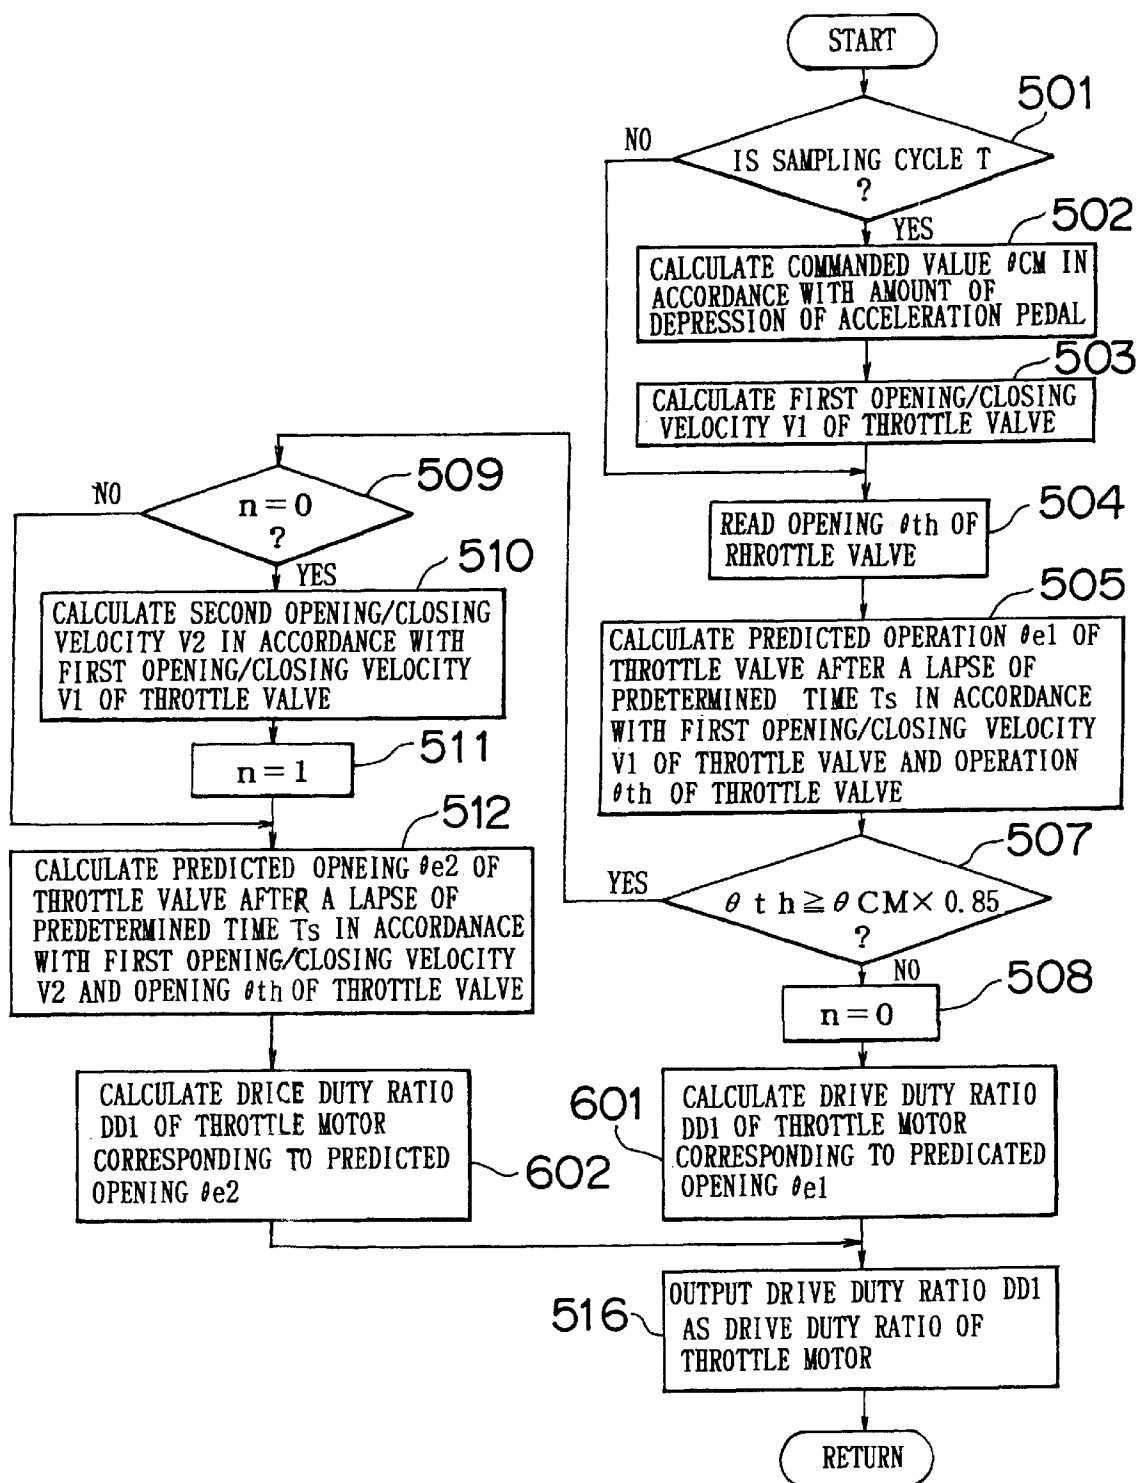 START
501
NO
IS SAMPLING CYCLE T
?
YES
502
CALCULATE COMMANDED VALUE θCM IN
ACCORDANCE WITH AMOUNT OF
DEPRESSION OF ACCELERATION PEDAL
503
CALCULATE FIRST OPENING/CLOSING
VELOCITY V1 OF THROTTLE VALVE
504
READ OPENING θth OF
RHROTTLE VALVE
505
CALCULATE PREDICTED OPERATION θe1 OF
THROTTLE VALVE AFTER A LAPSE OF
PRDETERMINED TIME Ts IN ACCORDANCE
WITH FIRST OPENING/CLOSING VELOCITY
V1 OF THROTTLE VALVE AND OPERATION
θth OF THROTTLE VALVE
507
YES
θ th ≧ θ CM × 0.85
?
NO
508
n = 0
601
CALCULATE DRIVE DUTY RATIO
DD1 OF THROTTLE MOTOR
CORRESPONDING TO PREDICATED
OPENING θe1
509
NO
n = 0
?
YES
510
CALCULATE SECOND OPENING/CLOSING
VELOCITY V2 IN ACCORDANCE WITH
FIRST OPENING/CLOSING VELOCITY
V1 OF THROTTLE VALVE
511
n = 1
512
CALCULATE PREDICTED OPNEING θe2 OF
THROTTLE VALVE AFTER A LAPSE OF
PREDETERMINED TIME Ts IN ACCORDANACE
WITH FIRST OPENING/CLOSING VELOCITY
V2 AND OPENING θth OF THROTTLE VALVE
CALCULATE DRICE DUTY RATIO
DD1 OF THROTTLE MOTOR
CORRESPONDING TO PREDICTED
OPENING θe2
602
516
OUTPUT DRIVE DUTY RATIO DD1
AS DRIVE DUTY RATIO OF
THROTTLE MOTOR
RETURN